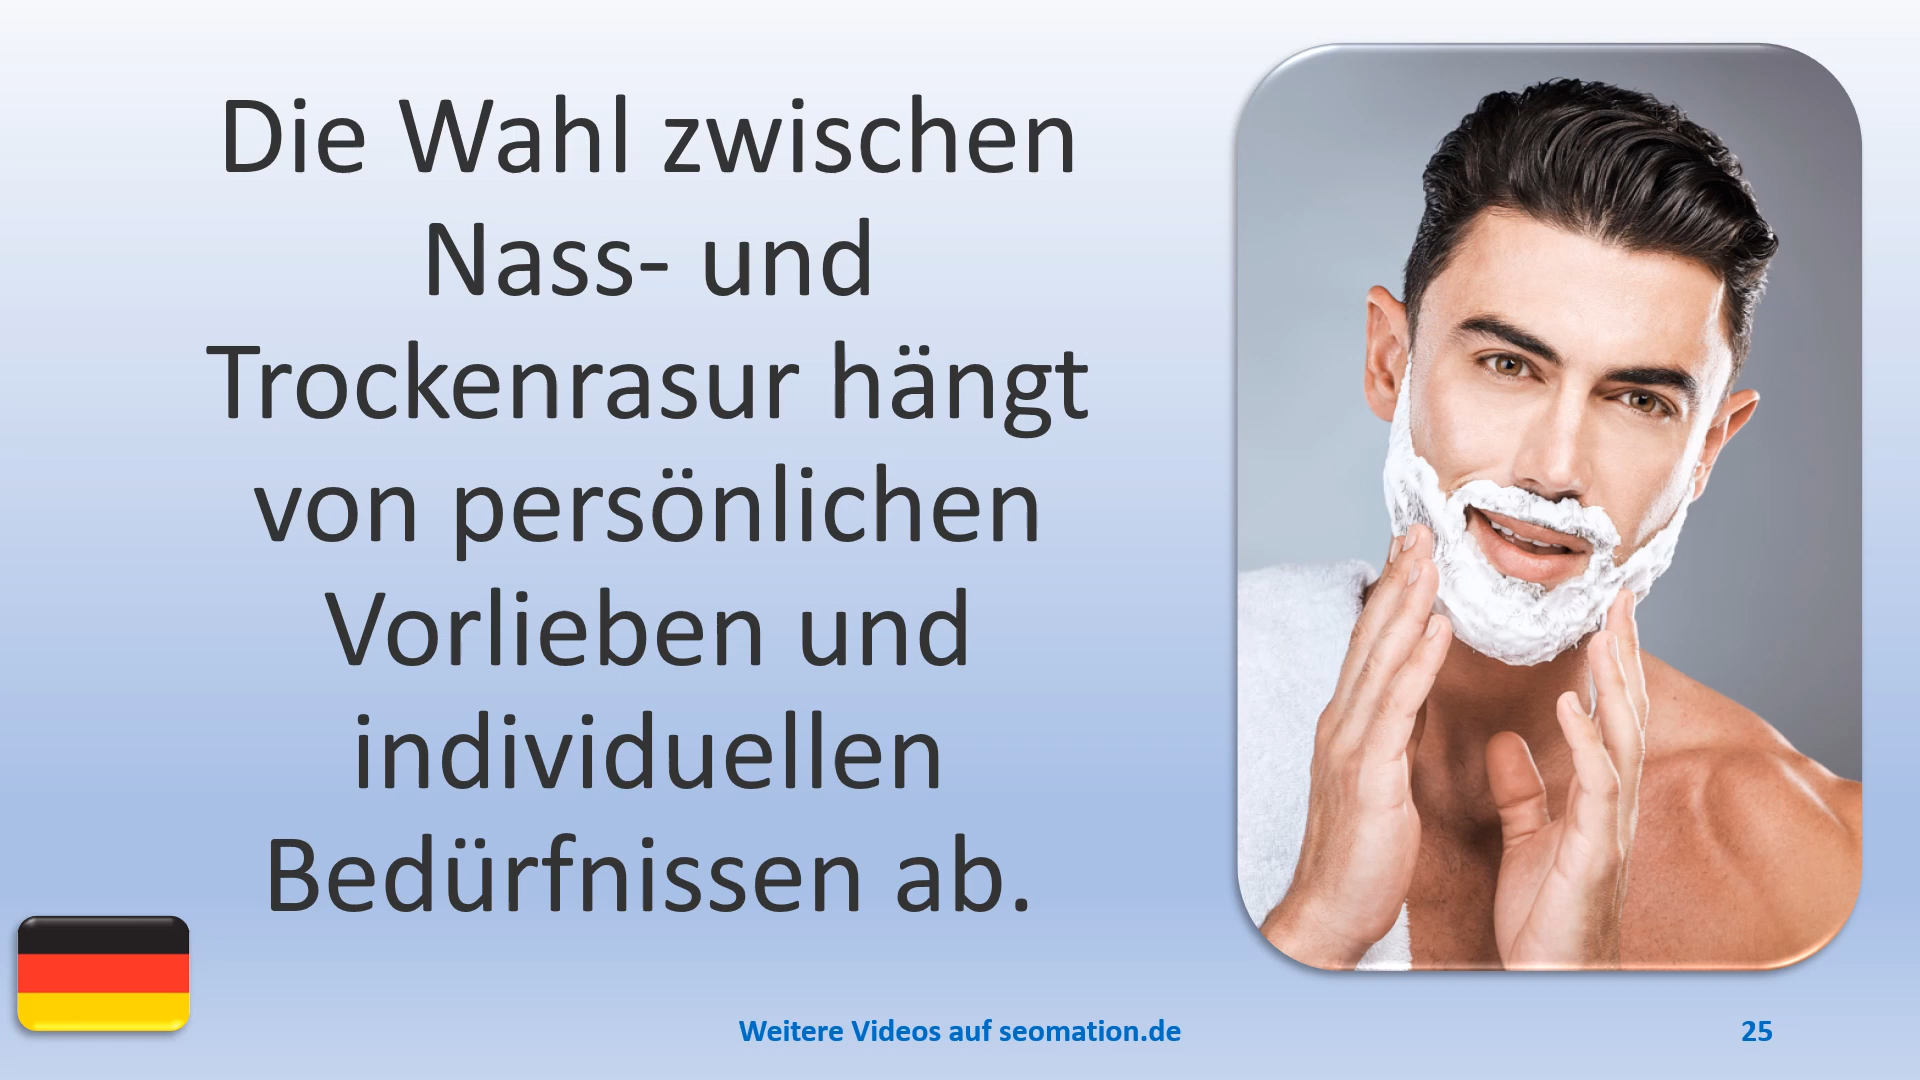 Die Wahl zwischen
Nass- und
Trockenrasur hängt
von persönlichen
Vorlieben und
individuellen
Bedürfnissen ab.
Weitere Videos auf seomation.de
25